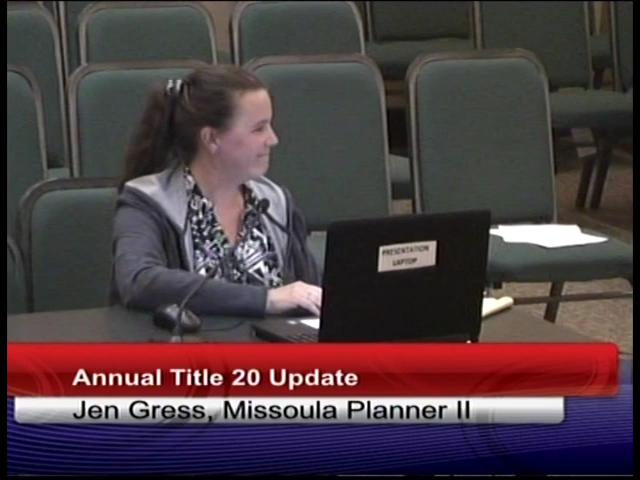 PRESENTATION
LAPTOP
Annual Title 20 Update
Jen Gress, Missoula Planner II